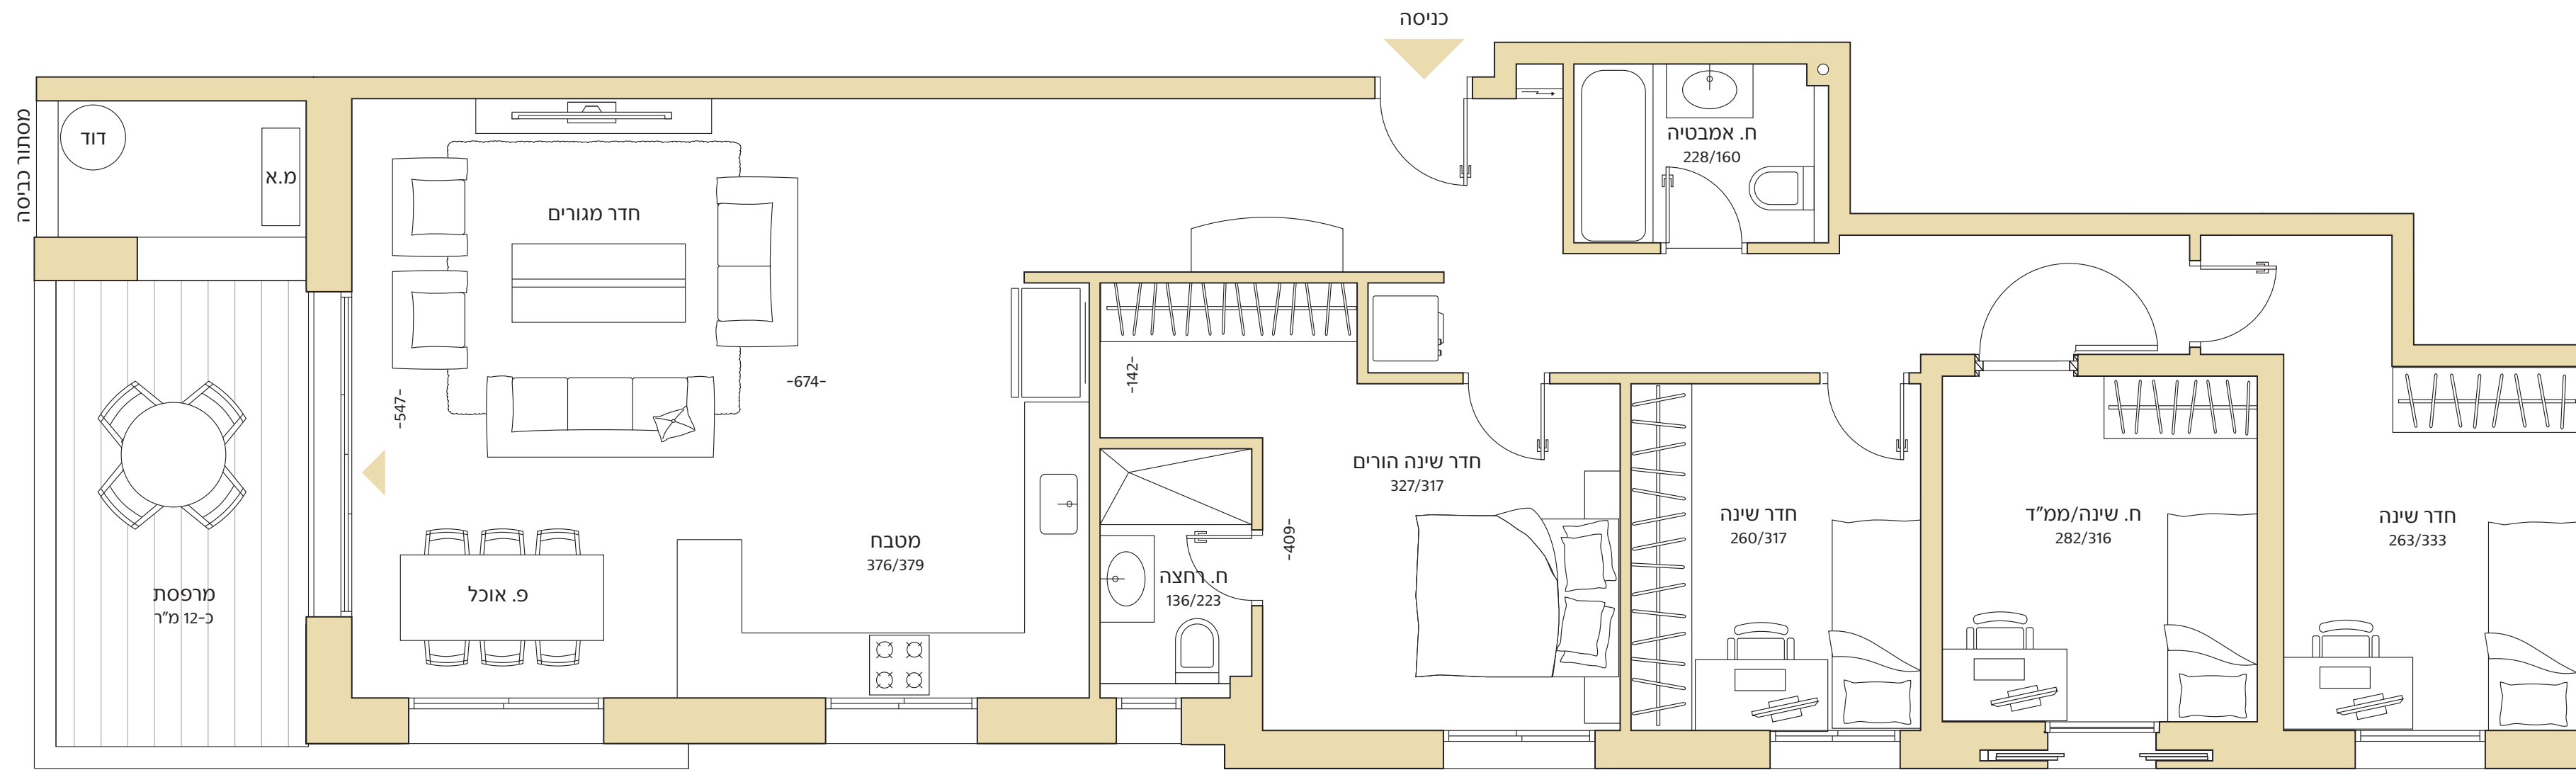 כניסה
מסתור כביסה
דוד
מ.א
חדר מגורים
-674-
-547-
מרפסת
כ-12 מ"ר
פ. אוכל
מטבח
376/379
-142-
ח. רחצה
136/223
-409-
חדר שינה הורים
327/317
ח. אמבטיה
228/160
חדר שינה
260/317
ח. שינה/ממ"ד
282/316
חדר שינה
263/333